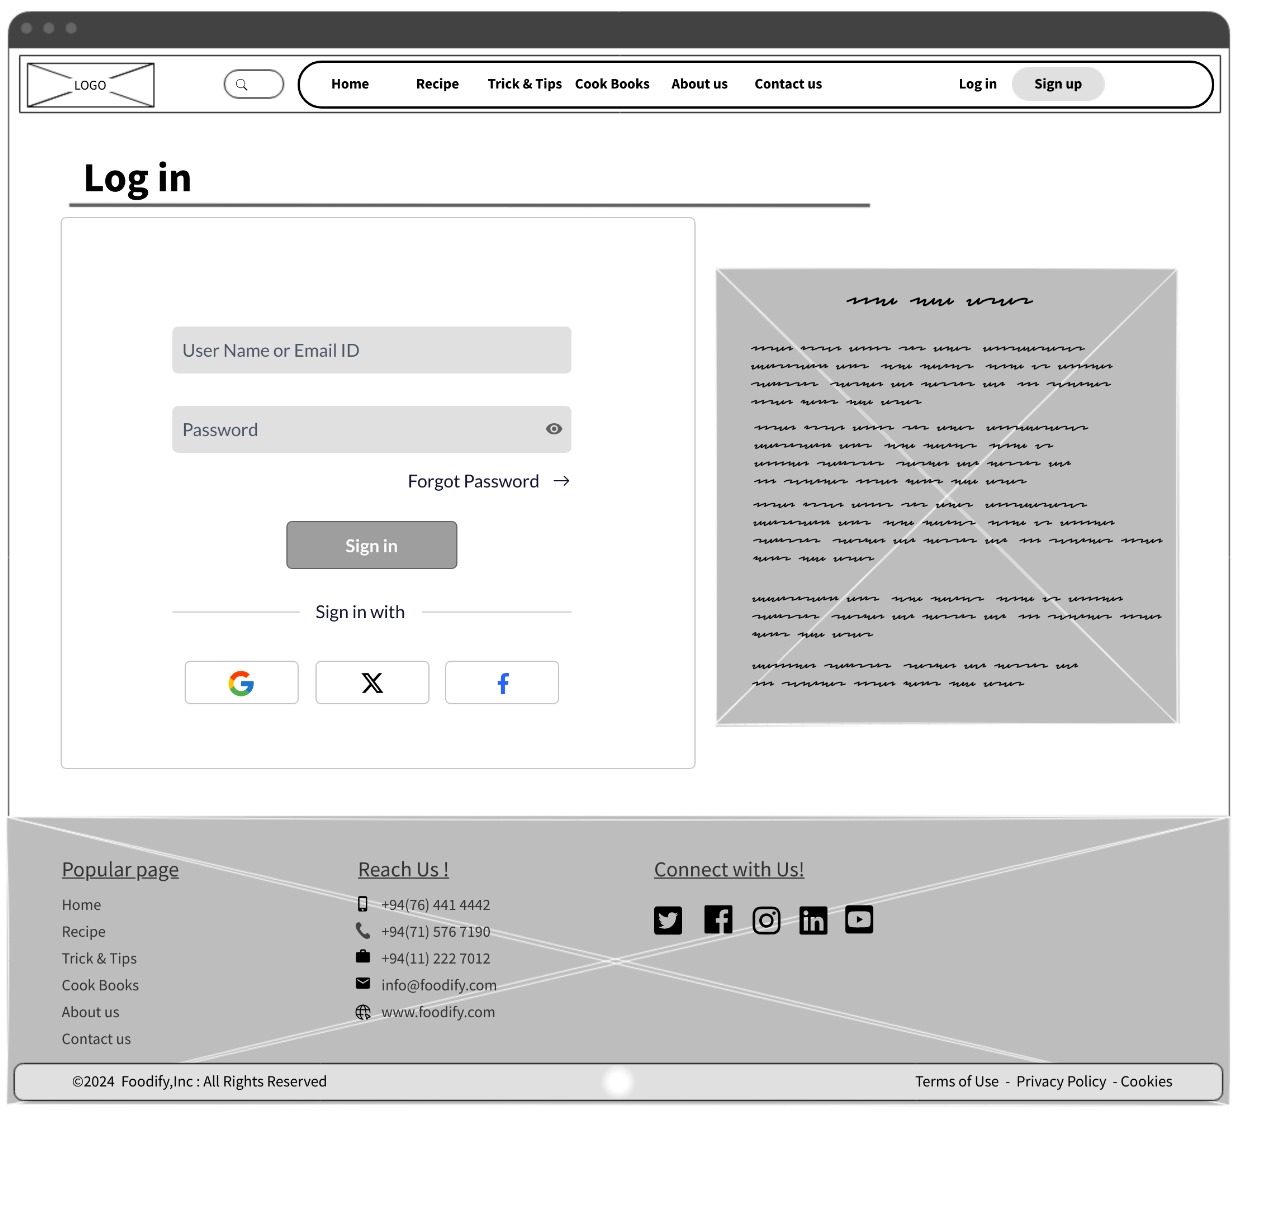 LOGO
Home Recipe Trick & Tips Cook Books About us Contact us Log in Sign up
Log in
User Name or Email ID
Password
Forgot Password →
Sign in
Sign in with
Popular page
Home
Recipe
Trick & Tips
Cook Books
About us
Contact us
Reach Us !
+94(76) 441 4442
+94(71) 576 7190
+94(11) 222 7012
info@foodify.com
www.foodify.com
Connect with Us!
©2024 Foodify,Inc : All Rights Reserved
Terms of Use - Privacy Policy - Cookies